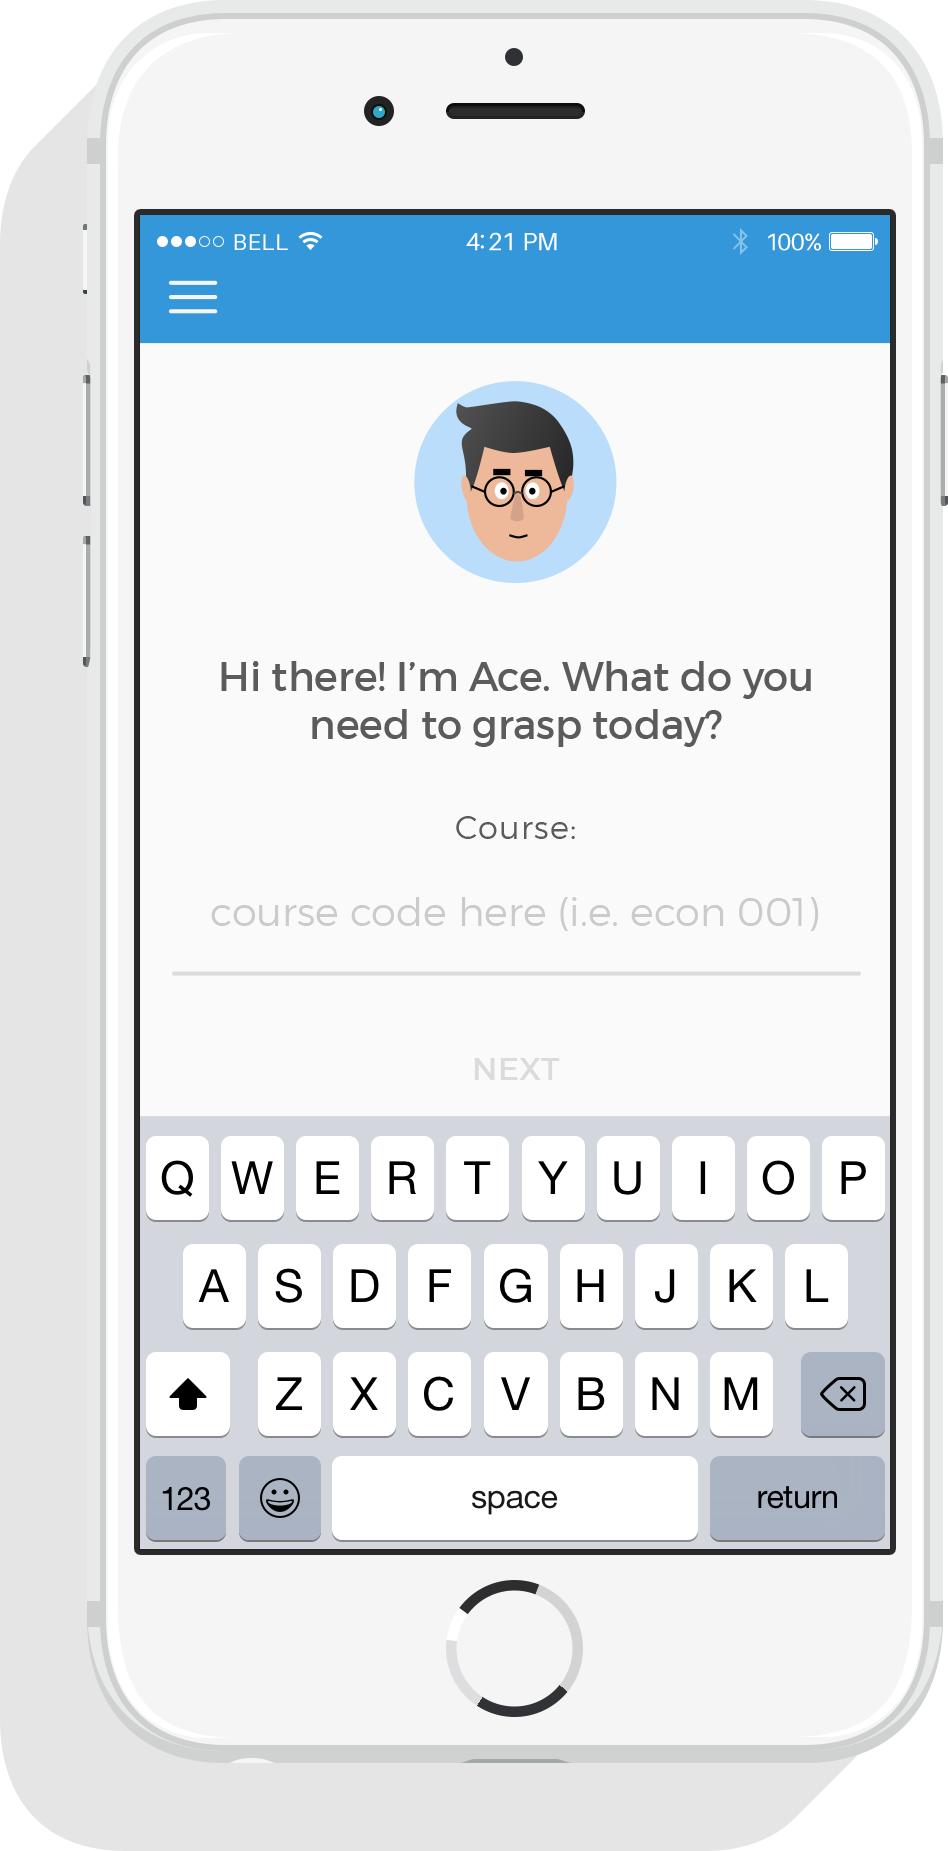 BELL 4:21 PM 100%
Hi there! I’m Ace. What do you
need to grasp today?
Course:
course code here (i.e. econ 001)
NEXT
Q W E R T Y U I O P
A S D F G H J K L
Z X C V B N M
123 space return